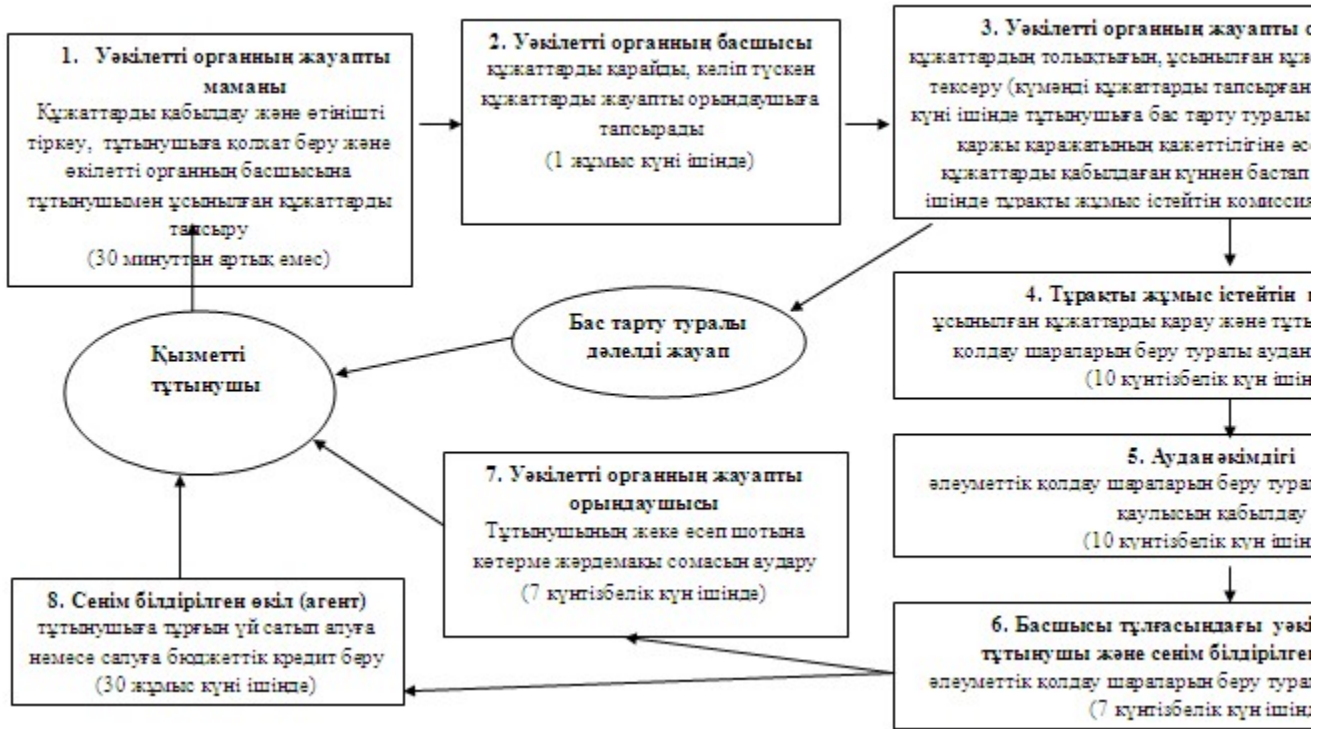 1. Уәкілетті органның жауапты
маманы
Құжаттарды қабылдау және өтінішті
тіркеу, тұтынушыға қолхат беру және
өкілетті органның басшысына
тұтынушымен ұсынылған құжаттарды
тапсыру
(30 минуттан артық емес)
2. Уәкілетті органның басшысы
құжаттарды қарайды, келіп түскен
құжаттарды жауапты орындаушыға
тапсырады
(1 жұмыс күні ішінде)
3. Уәкілетті органның жауапты
құжаттардың толықтығын, ұсынылған
тексеру (күмәнді құжаттарды тапсырған
күні ішінде тұтынушыға бас тарту туралы
қаржы қаражатының қажеттілігіне
құжаттарды қабылдаған күннен бастап
ішінде тұрақты жұмыс істейтін комиссия
4. Тұрақты жұмыс істейтін
ұсынылған құжаттарды қарау және
қолдау шараларын беру туралы аудан
(10 күнтізбелік күн ішін
5. Аудан әкімдігі
әлеуметтік қолдау шараларын беру
қаулысын қабылдау
(10 күнтізбелік күн ішін
6. Басшысы тұлғасындағы уәкі
тұтынушы және сенім білдірілген
әлеуметтік қолдау шараларын беру
(7 күнтізбелік күн ішінд
Бас тарту туралы
дәлелді жауап
Қызметті
тұтынушы
7. Уәкілетті органның жауапты
орындаушысы
Тұтынушының жеке есеп шотына
көтерме жәрдемақы сомасын аудару
(7 күнтізбелік күн ішінде)
8. Сенім білдірілген өкіл (агент)
тұтынушыға тұрғын үй сатып алуға
немесе салуға бюджеттік кредит беру
(30 жұмыс күні ішінде)